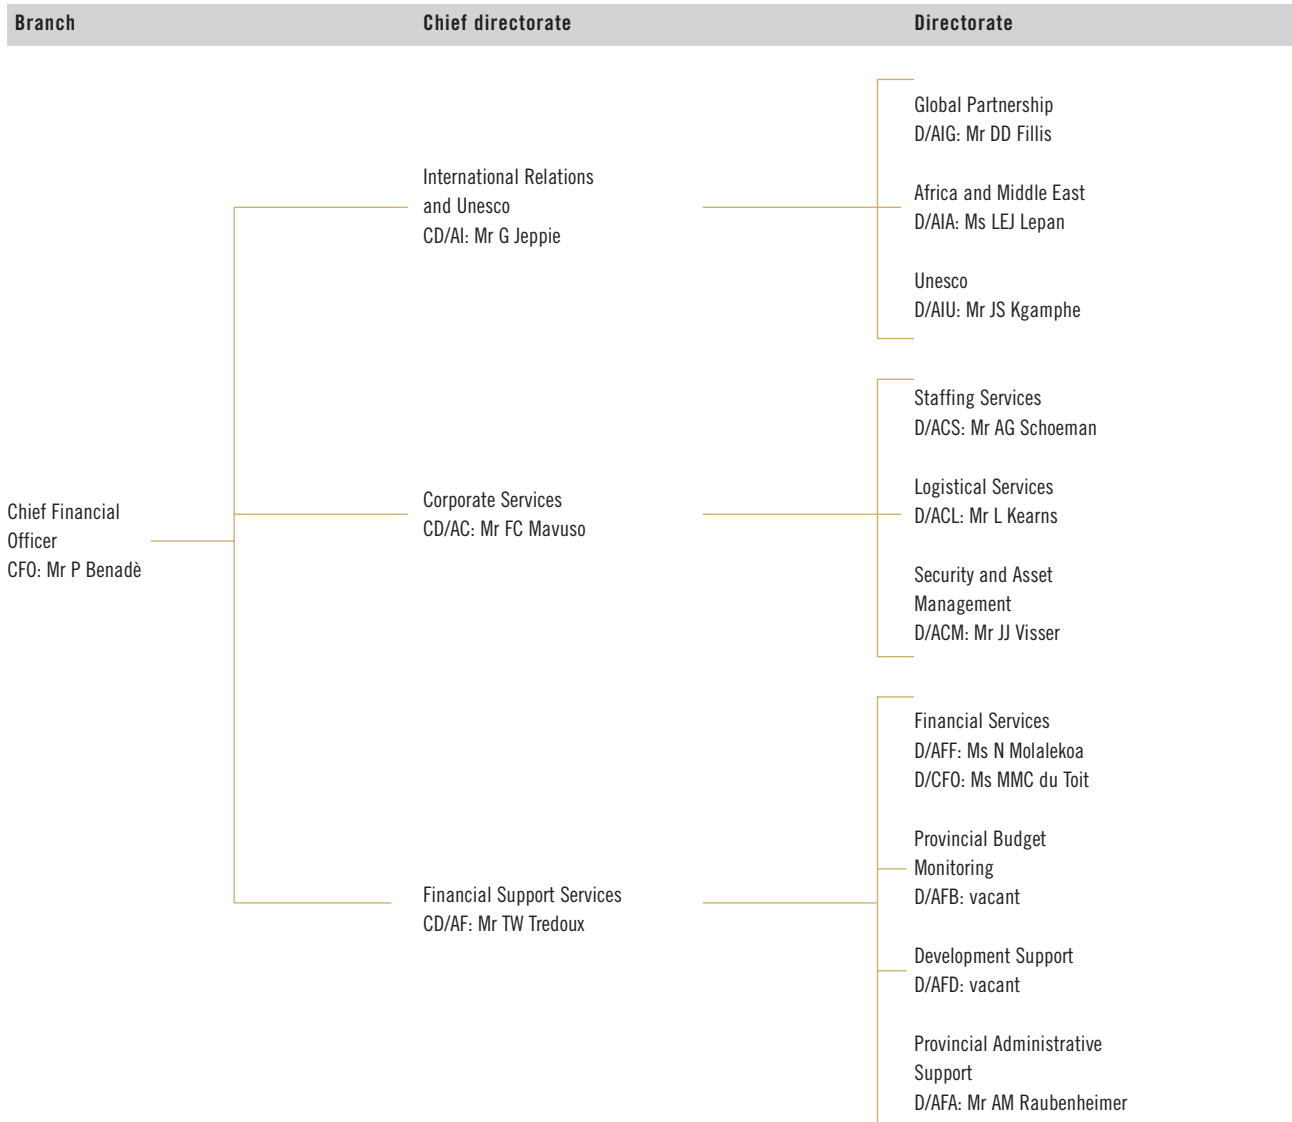 Branch
Chief directorate
Directorate
Chief Financial
Officer
CFO: Mr P Benadè
International Relations
and Unesco
CD/AI: Mr G Jeppie
Global Partnership
D/AIG: Mr DD Fillis
Africa and Middle East
D/AIA: Ms LEJ Lepan
Unesco
D/AIU: Mr JS Kgamphe
Corporate Services
CD/AC: Mr FC Mavuso
Staffing Services
D/ACS: Mr AG Schoeman
Logistical Services
D/ACL: Mr L Kearns
Security and Asset
Management
D/ACM: Mr JJ Visser
Financial Support Services
CD/AF: Mr TW Tredoux
Financial Services
D/AFF: Ms N Molalekoa
D/CFO: Ms MMC du Toit
Provincial Budget
Monitoring
D/AFB: vacant
Development Support
D/AFD: vacant
Provincial Administrative
Support
D/AFA: Mr AM Raubenheimer